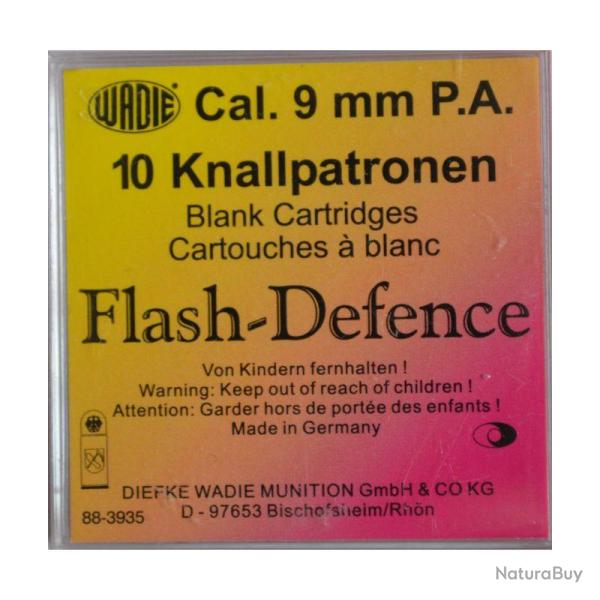 WADIE® Cal. 9 mm P.A.
10 Knallpatronen
Blank Cartridges
Cartouches à blanc
Flash-Defence
Von Kindern fernhalten !
Warning: Keep out of reach of children !
Attention: Garder hors de portée des enfants !
Made in Germany
DIEFKE WADIE MUNITION GmbH & CO KG
D - 97653 Bischofsheim/Rhön
88-3935
NaturaBuy